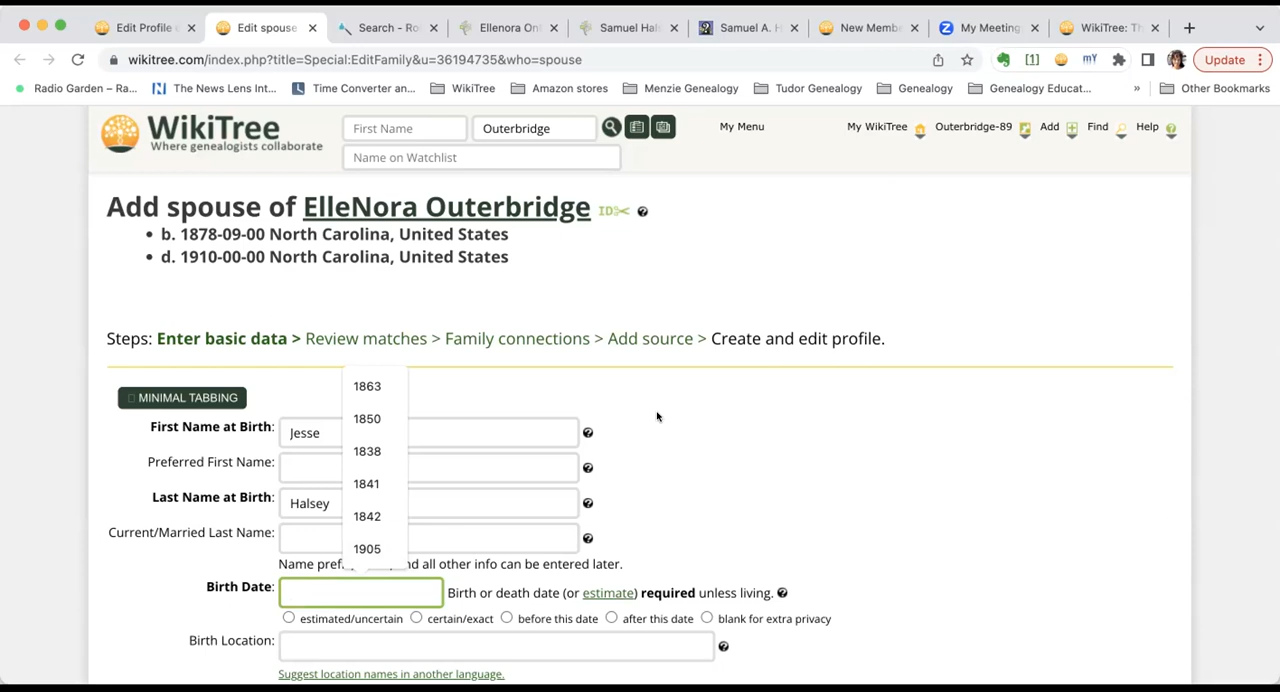 Edit Profile
Edit spouse
Search - Ro
Ellenora On
Samuel Hal
Samuel A. H
New Memb
My Meeting
WikiTree: Th
wikitree.com/index.php?title=Special:EditFamily&u=36194735&who=spouse
[1]
mY
Update
Radio Garden – Ra...
The News Lens Int...
Time Converter an...
WikiTree
Amazon stores
Menzie Genealogy
Tudor Genealogy
Genealogy
Genealogy Educat...
»
Other Bookmarks
WikiTree
Where genealogists collaborate
First Name
Outerbridge
Name on Watchlist
My Menu
My WikiTree
Outerbridge-89
Add
Find
Help
Add spouse of ElleNora Outerbridge ID
• b. 1878-09-00 North Carolina, United States
• d. 1910-00-00 North Carolina, United States
Steps: Enter basic data > Review matches > Family connections > Add source > Create and edit profile.
MINIMAL TABBING
First Name at Birth: Jesse
Preferred First Name:
Last Name at Birth: Halsey
Current/Married Last Name:
1863
1850
1838
1841
1842
1905
Name pref nd all other info can be entered later.
Birth Date: Birth or death date (or estimate) required unless living.
estimated/uncertain certain/exact before this date after this date blank for extra privacy
Birth Location:
Suggest location names in another language.